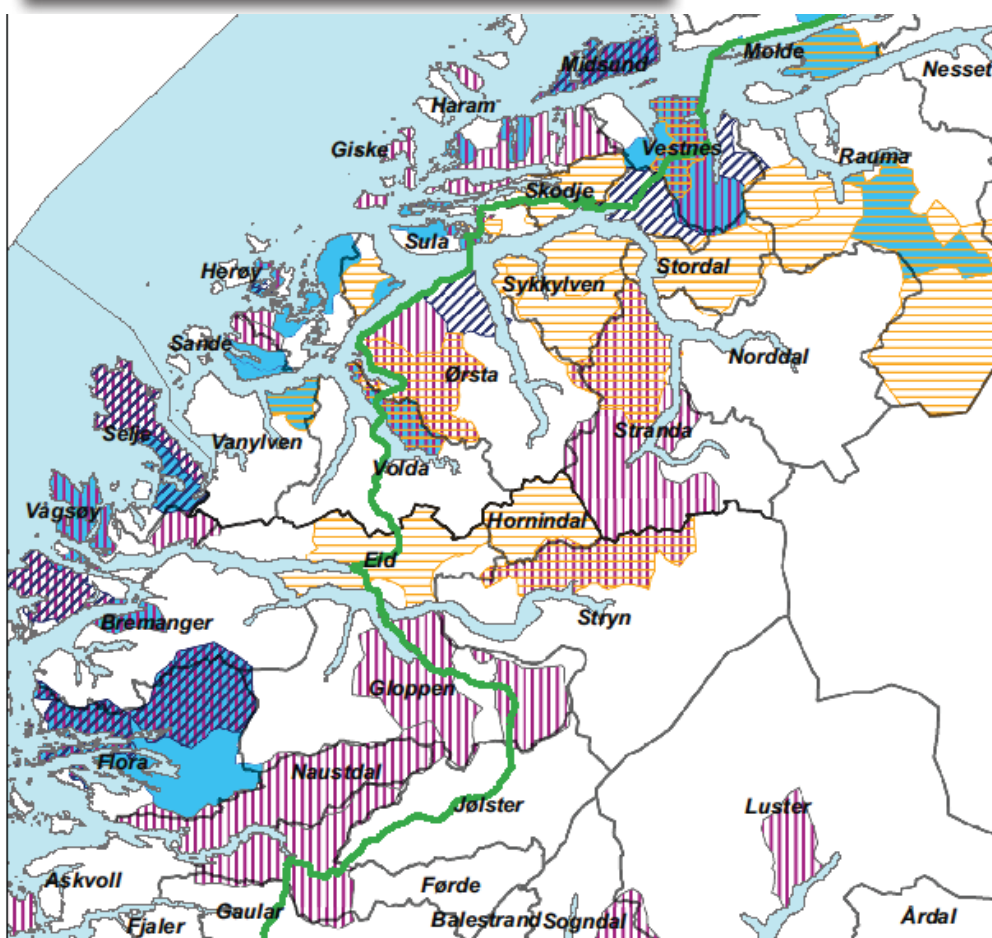 Molde
Midsund
Nesset
Haram
Giske
Vestnes
Rauma
Skodje
Sula
Herøy
Sykkylven
Stordal
Sande
Norddal
Ørsta
Selje
Vanylven
Stranda
Volda
Vågsøy
Hornindal
Eid
Bremanger
Stryn
Gloppen
Flora
Naustdal
Jølster
Luster
Askvoll
Førde
Gaular
Fjaler
Balestrand
Sogndal
Årdal